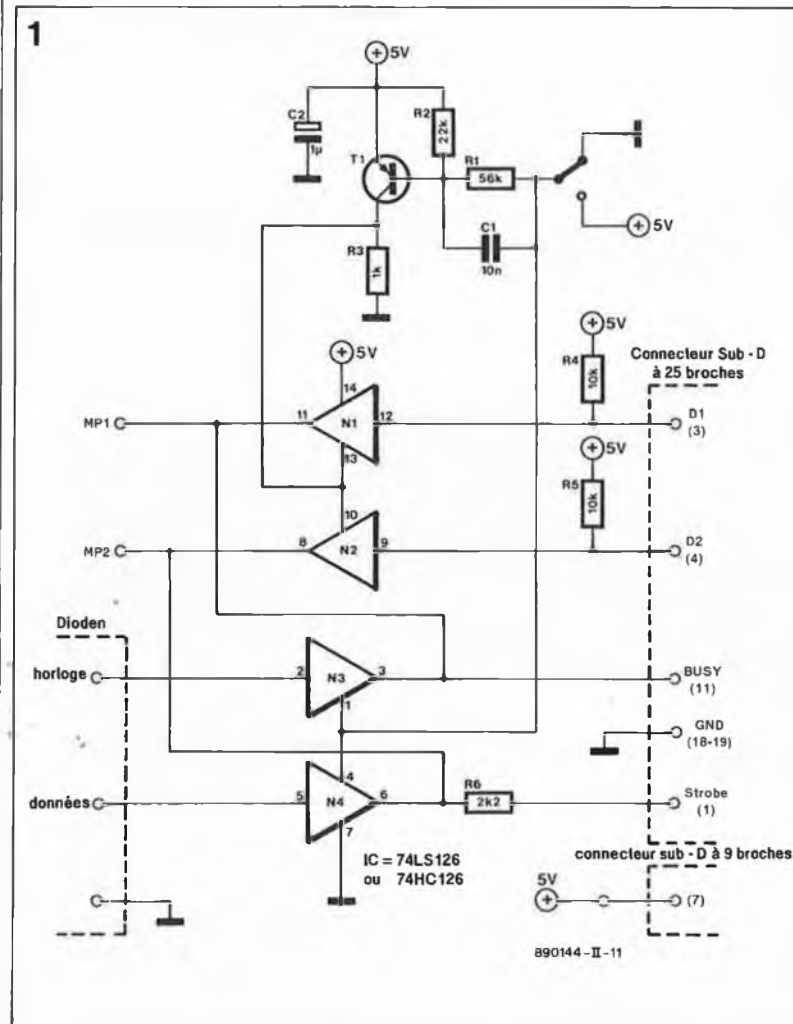 1
5V
C2
1µ
R2
22k
T1
R1
56k
C1
10n
5V
R3
1k
5V
14
11
N1
12
13
MP1
5V
R4
10k
Connecteur Sub - D
à 25 broches
D1
(3)
5V
R5
10k
10
8
N2
9
MP2
D2
(4)
Dioden
horloge
2
N3
3
1
BUSY
(11)
GND
(18-19)
données
4
5
N4
6
7
R6
2k2
Strobe
(1)
IC = 74LS126
ou 74HC126
connecteur sub - D à 9 broches
5V
(7)
890144 - II - 11